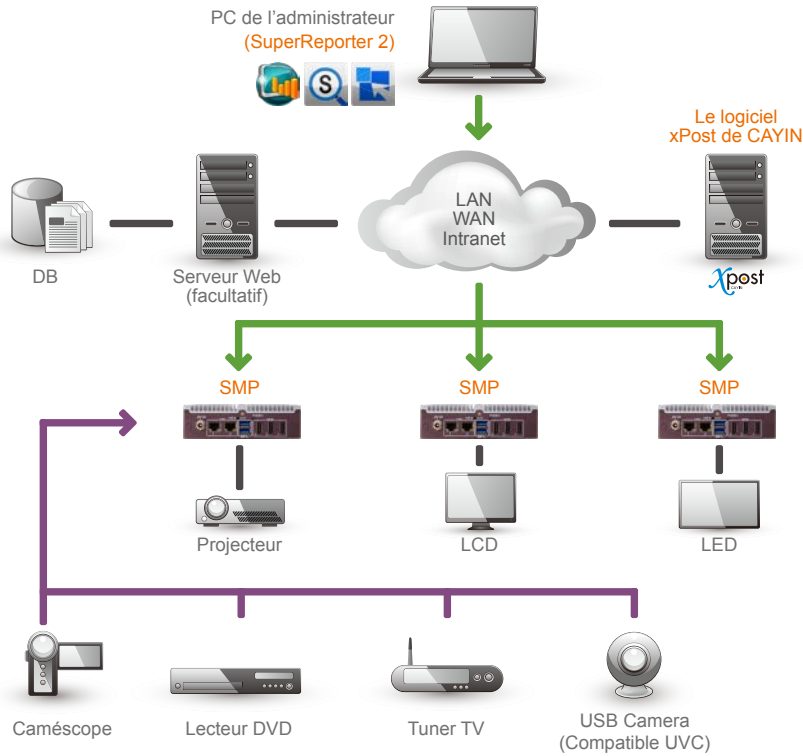 PC de l’administrateur
(SuperReporter 2)
S
Le logiciel
xPost de CAYIN
LAN
WAN
Intranet
DB
Serveur Web
(facultatif)
Xpost
CAYIN
SMP
SMP
SMP
Projecteur
LCD
LED
Caméscope
Lecteur DVD
Tuner TV
USB Camera
(Compatible UVC)